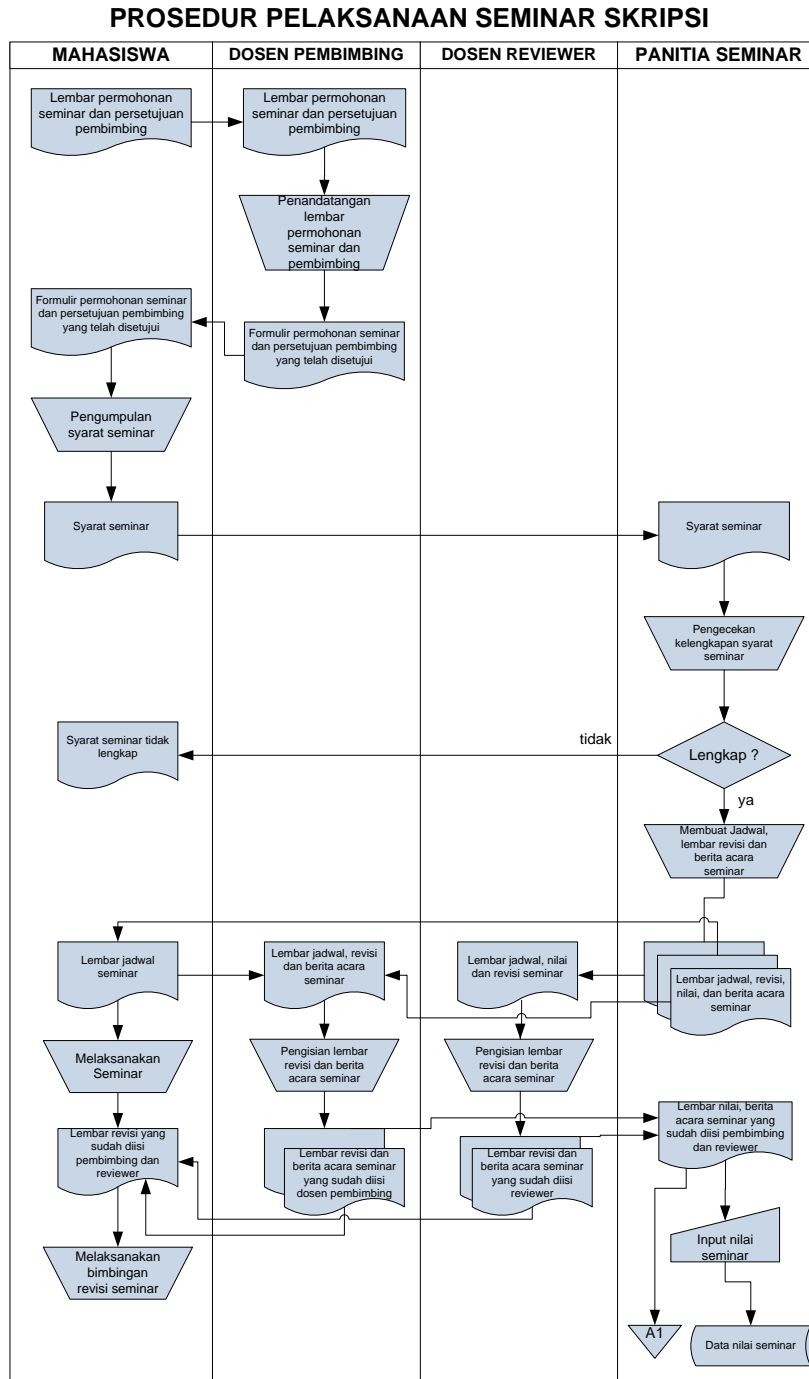 PROSEDUR PELAKSANAAN SEMINAR SKRIPSI
MAHASISWA
DOSEN PEMBIMBING
DOSEN REVIEWER
PANITIA SEMINAR
Lembar permohonan
seminar dan persetujuan
pembimbing
Lembar permohonan
seminar dan persetujuan
pembimbing
Penandatangan
lembar
permohonan
seminar dan
pembimbing
Formulir permohonan seminar
dan persetujuan pembimbing
yang telah disetujui
Formulir permohonan seminar
dan persetujuan pembimbing
yang telah disetujui
Pengumpulan
syarat seminar
Syarat seminar
Syarat seminar
Pengecekan
kelengkapan syarat
seminar
Syarat seminar tidak
lengkap
tidak
Lengkap ?
ya
Membuat Jadwal,
lembar revisi dan
berita acara
seminar
Lembar jadwal
seminar
Lembar jadwal, revisi
dan berita acara
seminar
Lembar jadwal, nilai
dan revisi seminar
Lembar jadwal, revisi,
nilai, dan berita acara
seminar
Melaksanakan
Seminar
Pengisian lembar
revisi dan berita
acara seminar
Pengisian lembar
revisi dan berita
acara seminar
Lembar revisi yang
sudah diisi
pembimbing dan
reviewer
Lembar revisi dan
berita acara seminar
yang sudah diisi
dosen pembimbing
Lembar revisi dan
berita acara seminar
yang sudah diisi
reviewer
Lembar nilai, berita
acara seminar yang
sudah diisi pembimbing
dan reviewer
Melaksanakan
bimbingan
revisi seminar
Input nilai
seminar
A1
Data nilai seminar